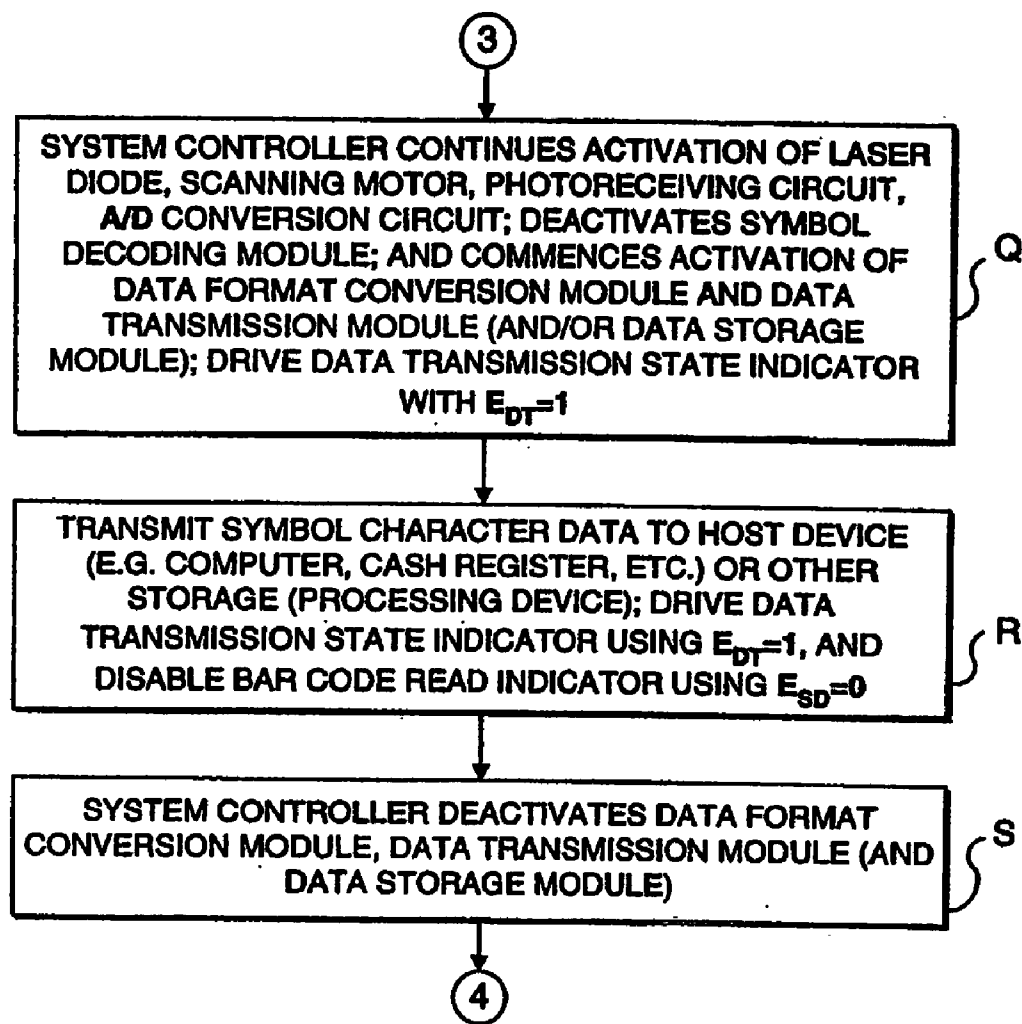 3
SYSTEM CONTROLLER CONTINUES ACTIVATION OF LASER
DIODE, SCANNING MOTOR, PHOTORECEIVING CIRCUIT,
A/D CONVERSION CIRCUIT; DEACTIVATES SYMBOL
DECODING MODULE; AND COMMENCES ACTIVATION OF
DATA FORMAT CONVERSION MODULE AND DATA
TRANSMISSION MODULE (AND/OR DATA STORAGE
MODULE); DRIVE DATA TRANSMISSION STATE INDICATOR
WITH E_DT=1
Q
TRANSMIT SYMBOL CHARACTER DATA TO HOST DEVICE
(E.G. COMPUTER, CASH REGISTER, ETC.) OR OTHER
STORAGE (PROCESSING DEVICE); DRIVE DATA
TRANSMISSION STATE INDICATOR USING E_DT=1, AND
DISABLE BAR CODE READ INDICATOR USING E_SD=0
R
SYSTEM CONTROLLER DEACTIVATES DATA FORMAT
CONVERSION MODULE, DATA TRANSMISSION MODULE (AND
DATA STORAGE MODULE)
S
4